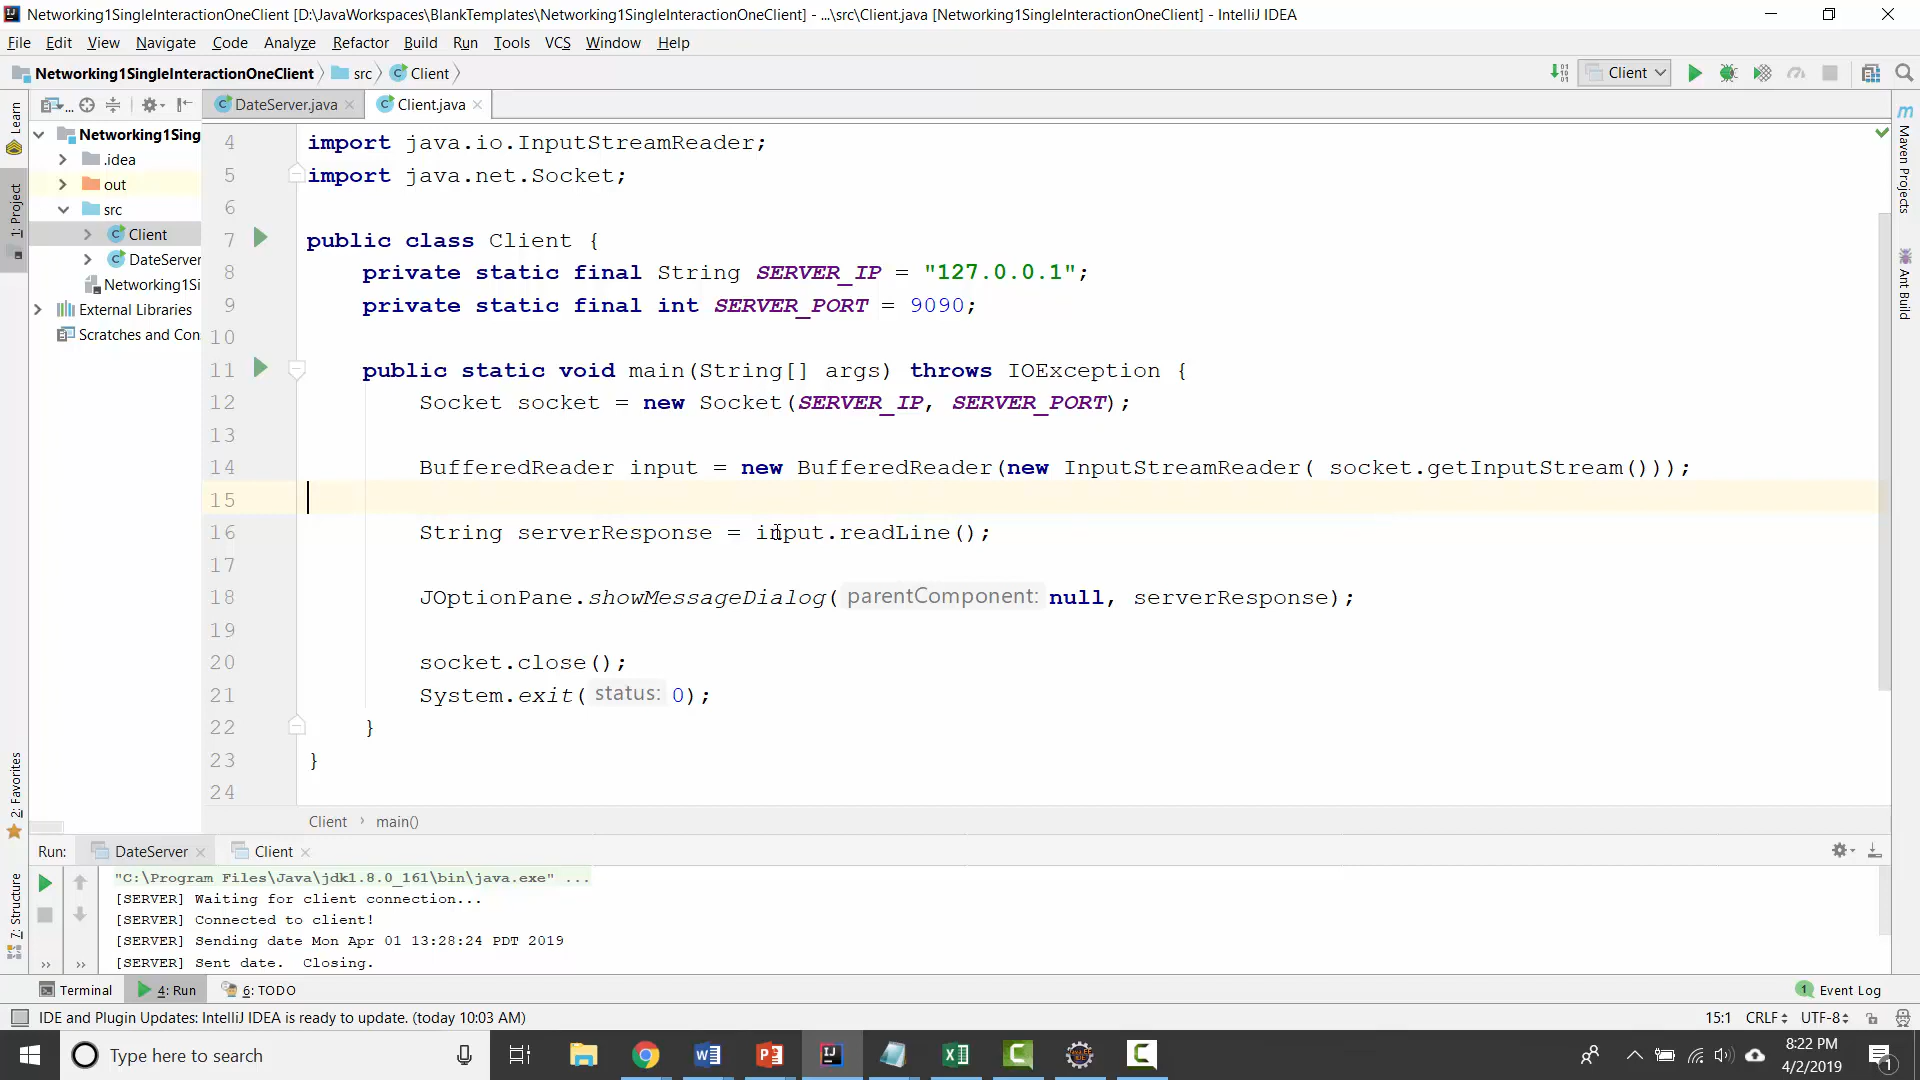 Networking1SingleInteractionOneClient [D:\JavaWorkspaces\BlankTemplates\Networking1SingleInteractionOneClient] - ...\src\Client.java [Networking1SingleInteractionOneClient] - IntelliJ IDEA
File Edit View Navigate Code Analyze Refactor Build Run Tools VCS Window Help
Networking1SingleInteractionOneClient src Client
Client
DateServer.java Client.java
Learn
1: Project
2: Favorites
7: Structure
Networking1Sing
.idea
out
src
Client
DateServer
Networking1Si
External Libraries
Scratches and Con
4 import java.io.InputStreamReader;
5 import java.net.Socket;
6
7 public class Client {
8 private static final String SERVER_IP = "127.0.0.1";
9 private static final int SERVER_PORT = 9090;
10
11 public static void main(String[] args) throws IOException {
12 Socket socket = new Socket(SERVER_IP, SERVER_PORT);
13
14 BufferedReader input = new BufferedReader(new InputStreamReader( socket.getInputStream()));
15
16 String serverResponse = input.readLine();
17
18 JOptionPane.showMessageDialog( parentComponent: null, serverResponse);
19
20 socket.close();
21 System.exit( status: 0);
22 }
23 }
24
Maven Projects
Ant Build
Client › main()
Run: DateServer Client
"C:\Program Files\Java\jdk1.8.0_161\bin\java.exe" ...
[SERVER] Waiting for client connection...
[SERVER] Connected to client!
[SERVER] Sending date Mon Apr 01 13:28:24 PDT 2019
[SERVER] Sent date.  Closing.
Terminal 4: Run 6: TODO 1 Event Log
IDE and Plugin Updates: IntelliJ IDEA is ready to update. (today 10:03 AM) 15:1 CRLF UTF-8
Type here to search
8:22 PM
4/2/2019
1